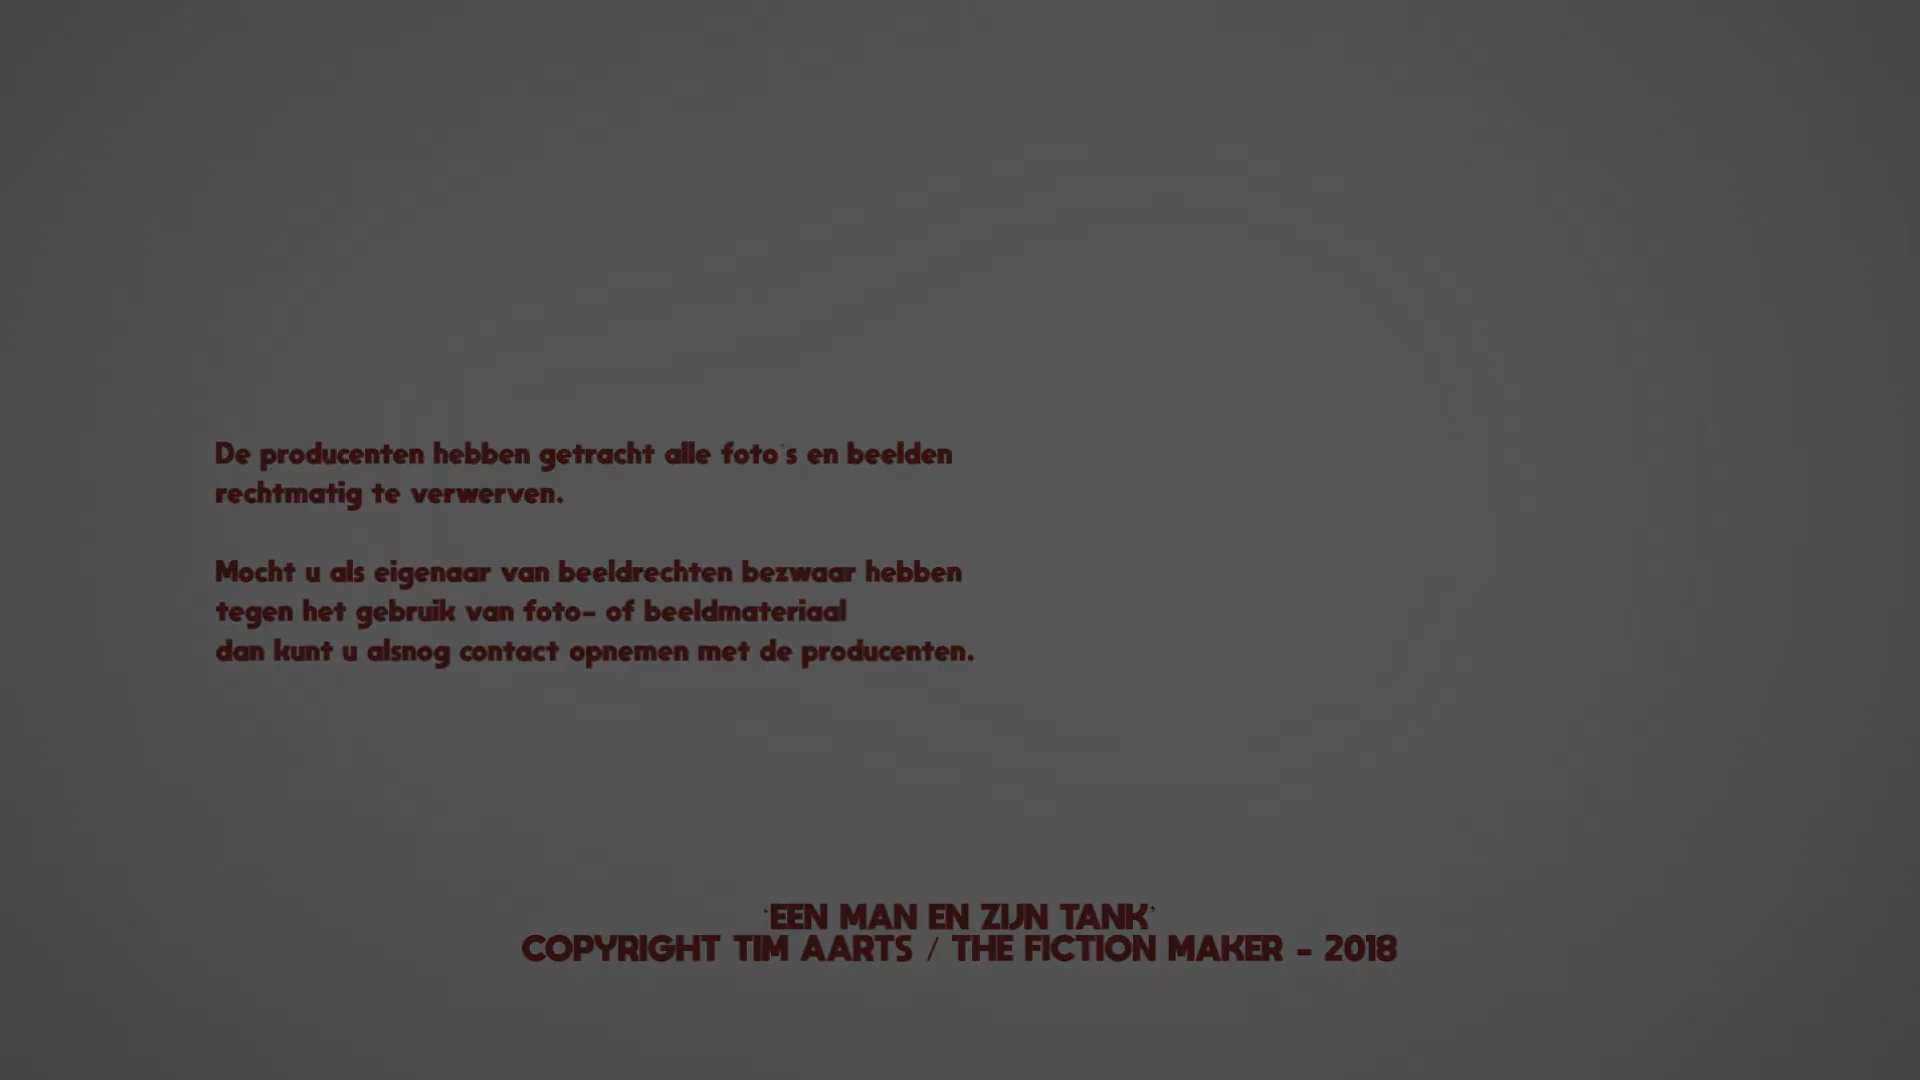 De producenten hebben getracht alle foto's en beelden
rechtmatig te verwerven.
Mocht u als eigenaar van beeldrechten bezwaar hebben
tegen het gebruik van foto- of beeldmateriaal
dan kunt u alsnog contact opnemen met de producenten.
'EEN MAN EN ZIJN TANK'
COPYRIGHT TIM AARTS / THE FICTION MAKER - 2018